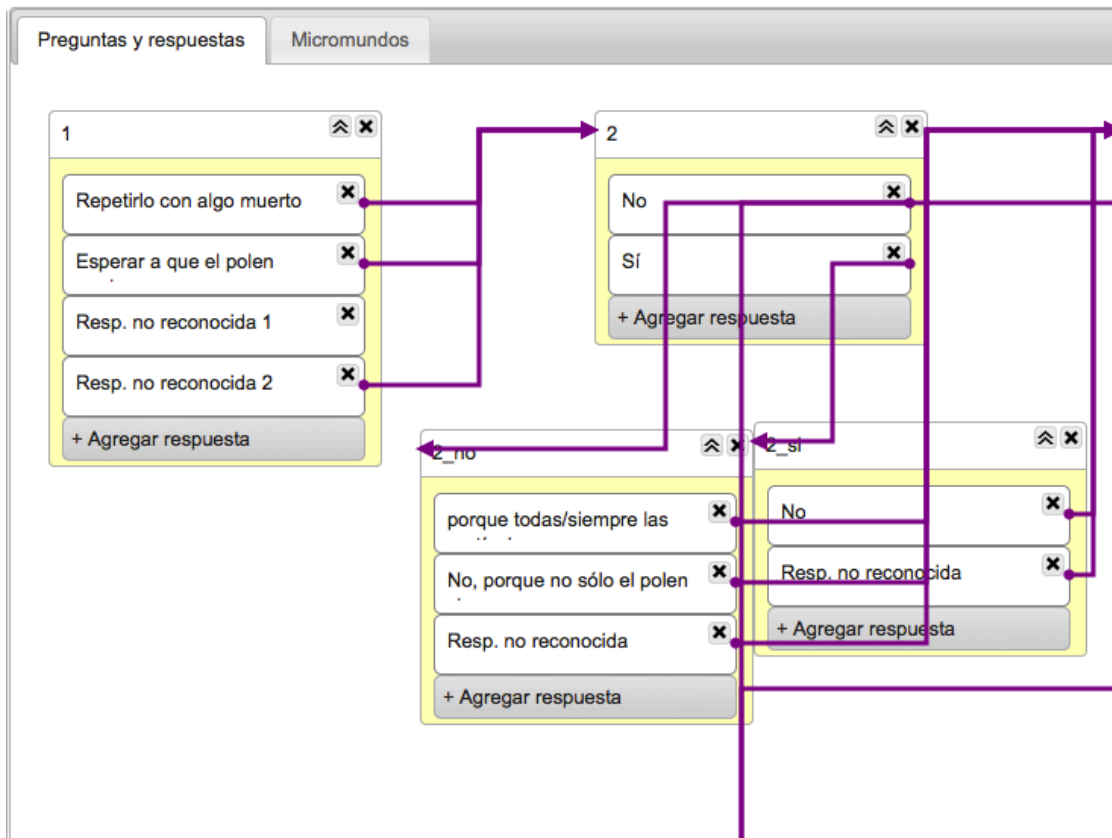 Preguntas y respuestas
Micromundos
1
Repetirlo con algo muerto
Esperar a que el polen
Resp. no reconocida 1
Resp. no reconocida 2
+ Agregar respuesta
2
No
Sí
+ Agregar respuesta
2_no
porque todas/siempre las
No, porque no sólo el polen
Resp. no reconocida
+ Agregar respuesta
2_si
No
Resp. no reconocida
+ Agregar respuesta